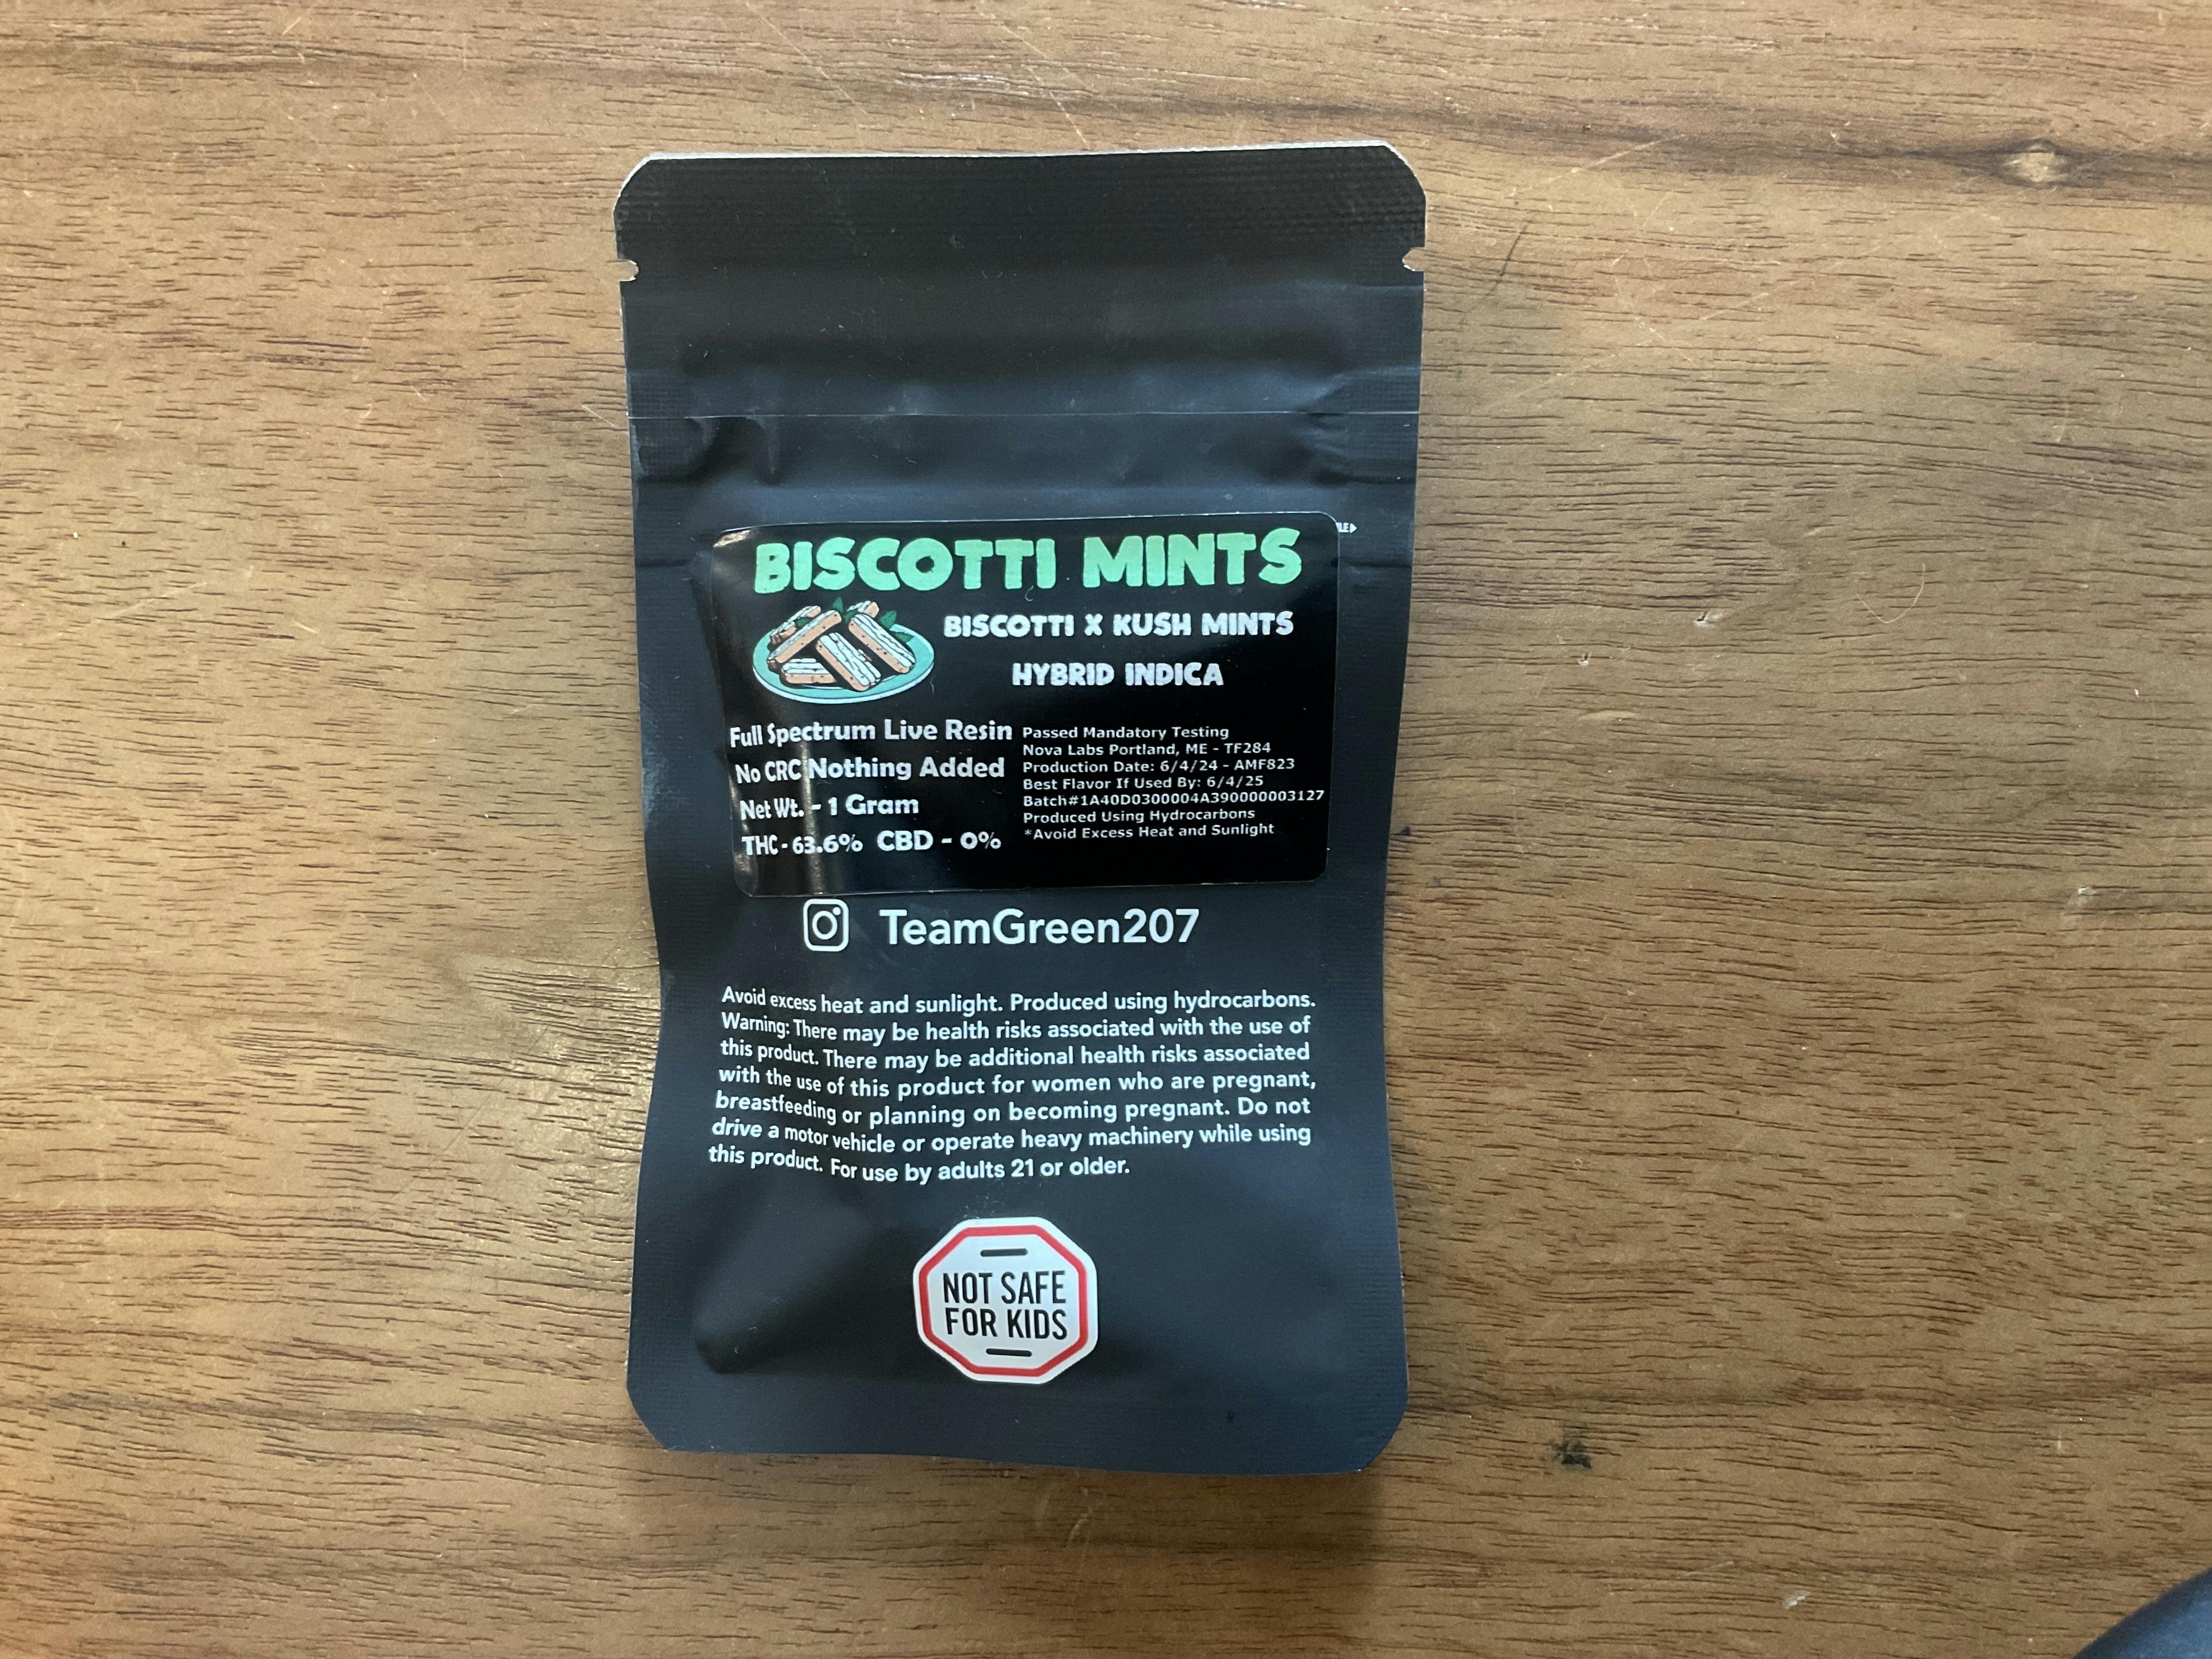 BISCOTTI MINTS
BISCOTTI X KUSH MINTS
HYBRID INDICA
Full Spectrum Live Resin
No CRC Nothing Added
Net Wt. - 1 Gram
THC - 63.6% CBD - 0%
Passed Mandatory Testing
Nova Labs Portland, ME - TF284
Production Date: 6/4/24 - AMF823
Best Flavor If Used By: 6/4/25
Batch#1A40D0300004A390000003127
Produced Using Hydrocarbons
*Avoid Excess Heat and Sunlight
TeamGreen207
Avoid excess heat and sunlight. Produced using hydrocarbons.
Warning: There may be health risks associated with the use of
this product. There may be additional health risks associated
with the use of this product for women who are pregnant,
breastfeeding or planning on becoming pregnant. Do not
drive a motor vehicle or operate heavy machinery while using
this product. For use by adults 21 or older.
NOT SAFE
FOR KIDS